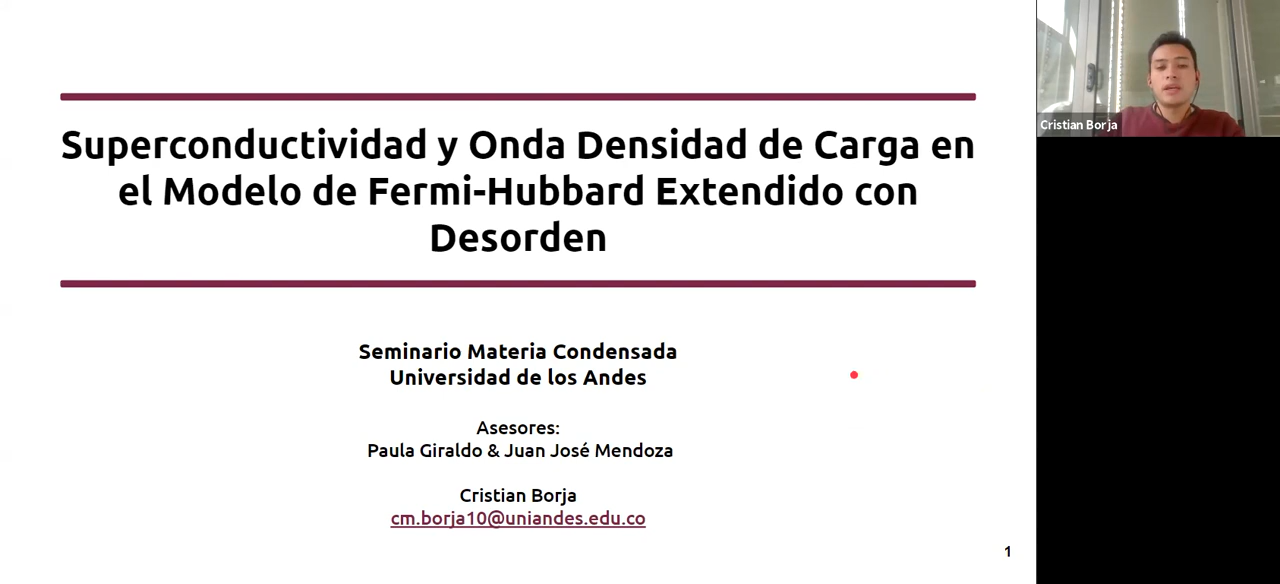 Superconductividad y Onda Densidad de Carga en
el Modelo de Fermi-Hubbard Extendido con
Desorden
Seminario Materia Condensada
Universidad de los Andes
Asesores:
Paula Giraldo & Juan José Mendoza
Cristian Borja
cm.borja10@uniandes.edu.co
1
Cristian Borja